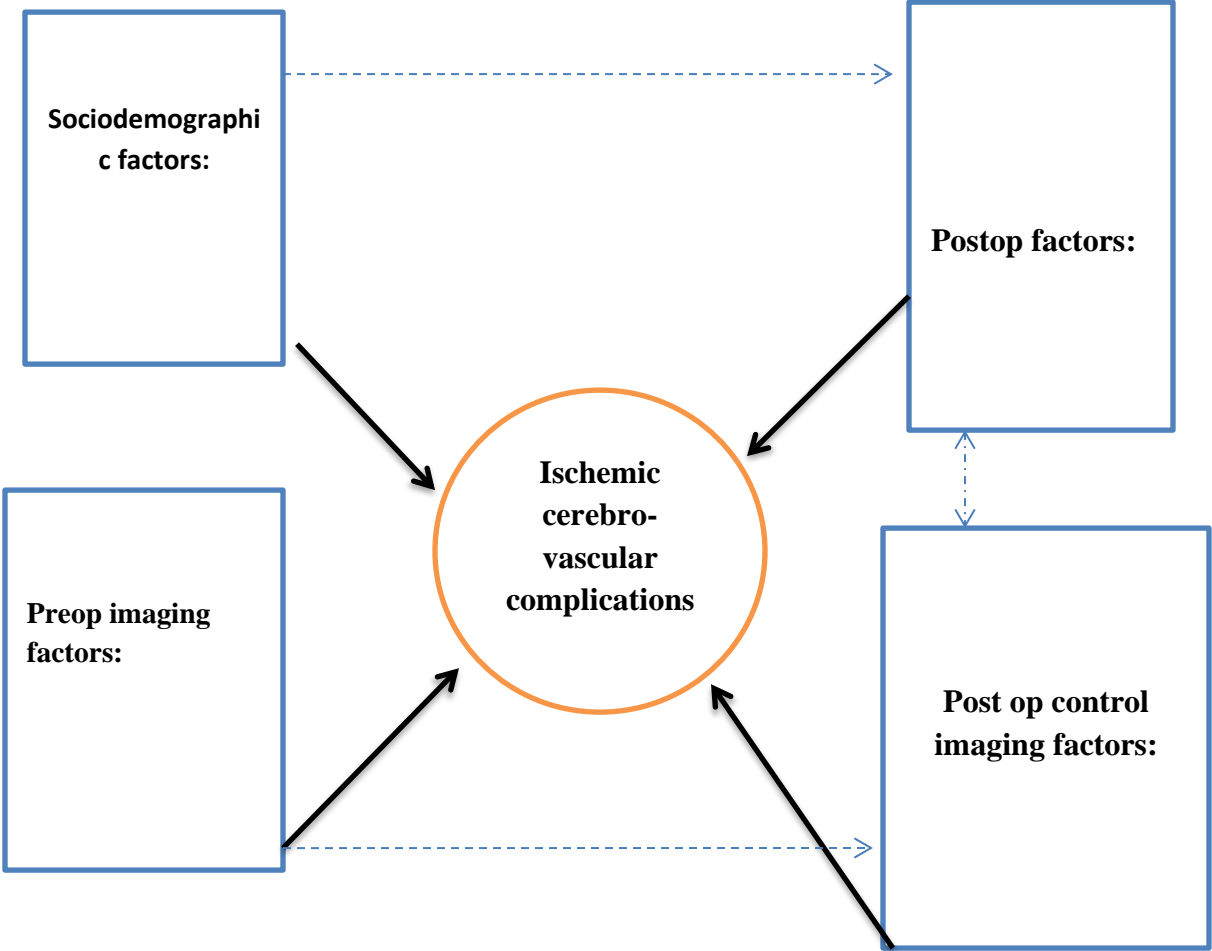 Sociodemographi
c factors:
Postop factors:
Ischemic
cerebro-
vascular
complications
Preop imaging
factors:
Post op control
imaging factors: